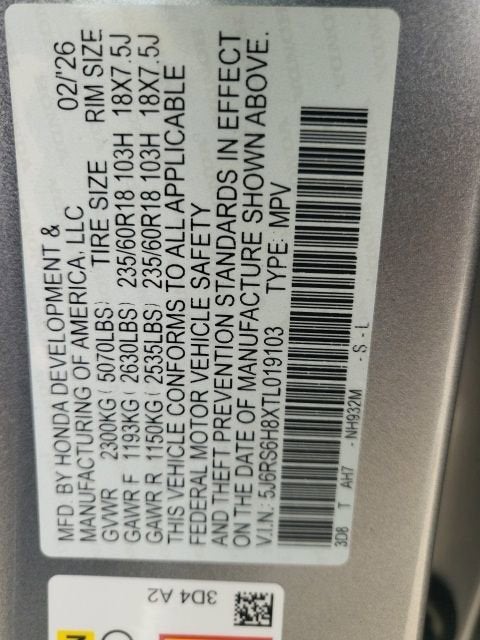 MFD. BY HONDA DEVELOPMENT & 02/'26
MANUFACTURING OF AMERICA, LLC
GVWR 2300KG ( 5070LBS) TIRE SIZE RIM SIZE
GAWR F 1193KG ( 2630LBS) 235/60R18 103H 18X7.5J
GAWR R 1150KG ( 2535LBS) 235/60R18 103H 18X7.5J
THIS VEHICLE CONFORMS TO ALL APPLICABLE
FEDERAL MOTOR VEHICLE SAFETY
AND THEFT PREVENTION STANDARDS IN EFFECT
ON THE DATE OF MANUFACTURE SHOWN ABOVE.
V.I.N: 5J6RS6H8XTL019103 TYPE: MPV
3D8 T AH7 - NH932M - S - L
3D4 A2